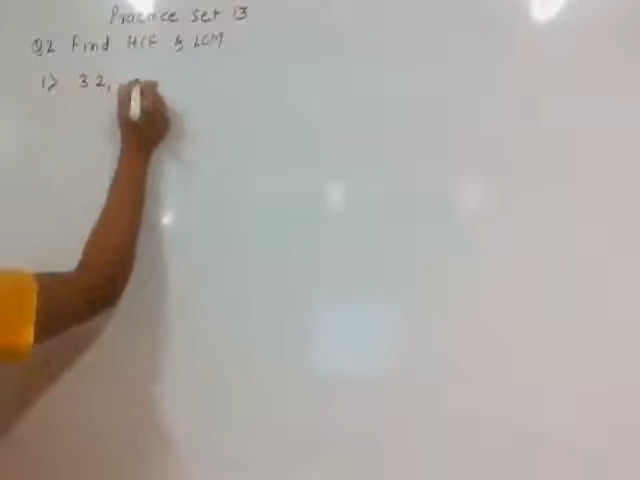 Practice set 13
Q2 Find HCF & LCM
1) 32,